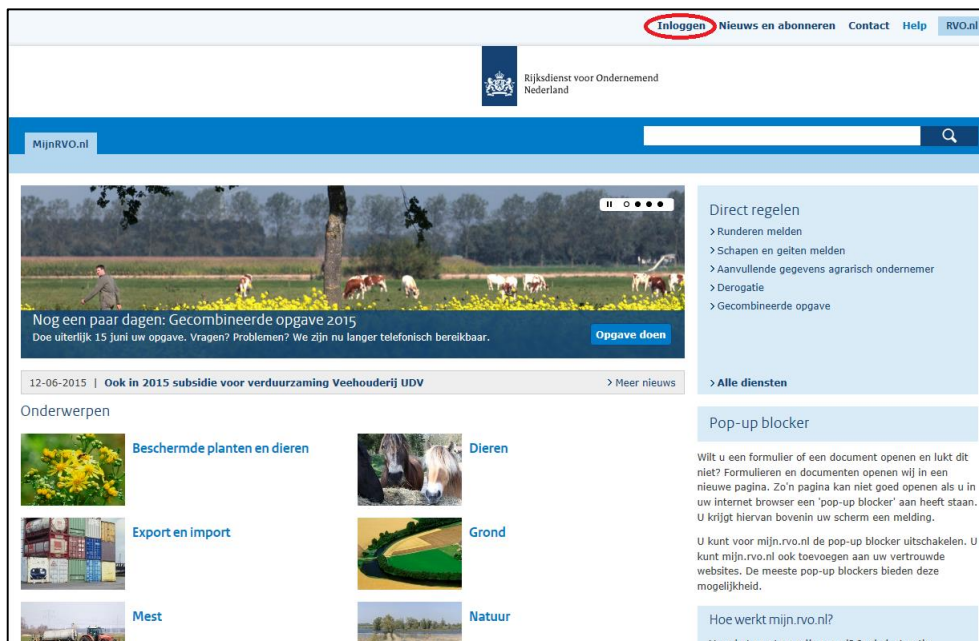 Inloggen Nieuws en abonneren Contact Help RVO.nl
Rijksdienst voor Ondernemend
Nederland
MijnRVO.nl
Nog een paar dagen: Gecombineerde opgave 2015
Doe uiterlijk 15 juni uw opgave. Vragen? Problemen? We zijn nu langer telefonisch bereikbaar.
Opgave doen
12-06-2015 | Ook in 2015 subsidie voor verduurzaming Veehouderij UDV > Meer nieuws
Onderwerpen
Beschermde planten en dieren
Dieren
Export en import
Grond
Mest
Natuur
Direct regelen
> Runderen melden
> Schapen en geiten melden
> Aanvullende gegevens agrarisch ondernemer
> Derogatie
> Gecombineerde opgave
> Alle diensten
Pop-up blocker
Wilt u een formulier of een document openen en lukt dit
niet? Formulieren en documenten openen wij in een
nieuwe pagina. Zo'n pagina kan niet goed openen als u in
uw internet browser een 'pop-up blocker' aan heeft staan.
U krijgt hiervan bovenin uw scherm een melding.
U kunt voor mijn.rvo.nl de pop-up blocker uitschakelen. U
kunt mijn.rvo.nl ook toevoegen aan uw vertrouwde
websites. De meeste pop-up blockers bieden deze
mogelijkheid.
Hoe werkt mijn.rvo.nl?